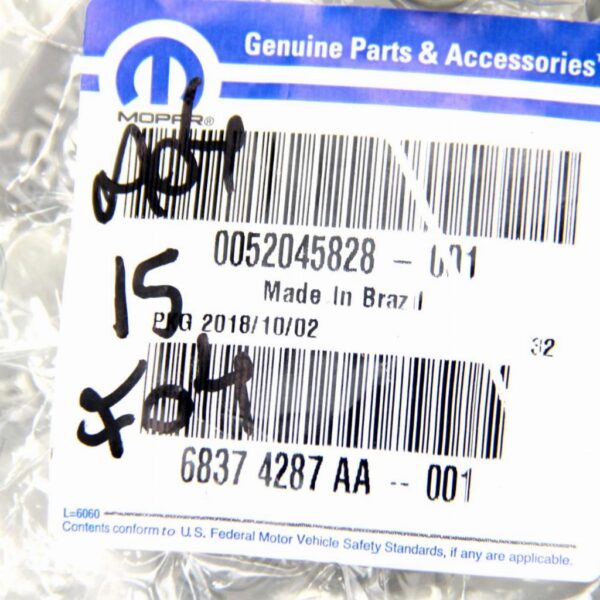 Genuine Parts & Accessories™
MOPAR®
0052045828 - 001
Made In Brazil
15
PKG 2018/10/02
32
6837 4287 AA -- 001
L=6060
Contents conform to U.S. Federal Motor Vehicle Safety Standards, if any are applicable.